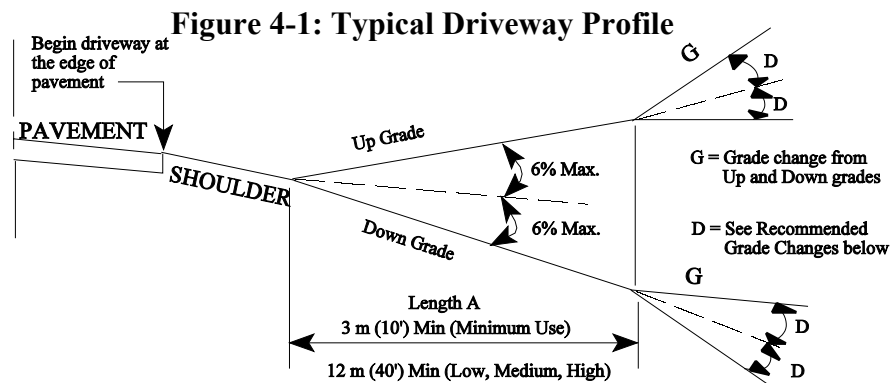 Figure 4-1: Typical Driveway Profile
Begin driveway at
the edge of
pavement
PAVEMENT
SHOULDER
Up Grade
Down Grade
6% Max.
6% Max.
G
D
D
G = Grade change from
Up and Down grades
D = See Recommended
Grade Changes below
G
D
D
Length A
3 m (10') Min (Minimum Use)
12 m (40') Min (Low, Medium, High)